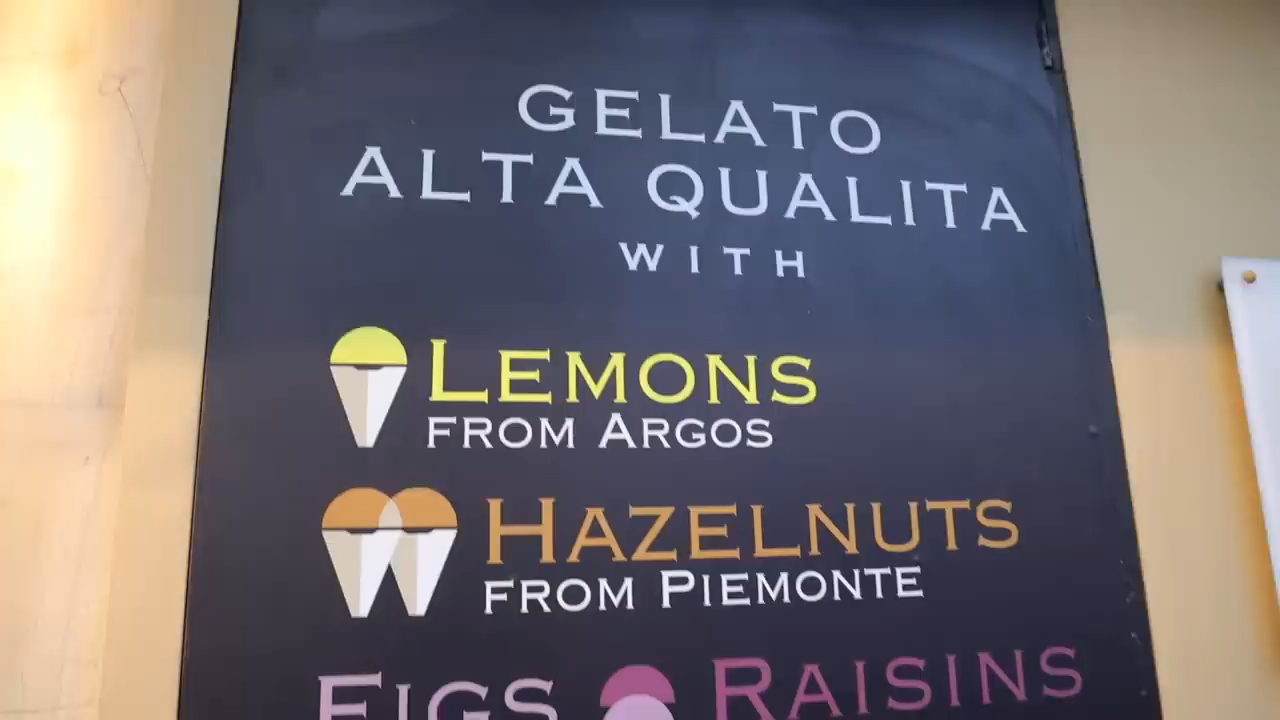 GELATO
ALTA QUALITA
WITH
LEMONS
FROM ARGOS
HAZELNUTS
FROM PIEMONTE
FIGS RAISINS